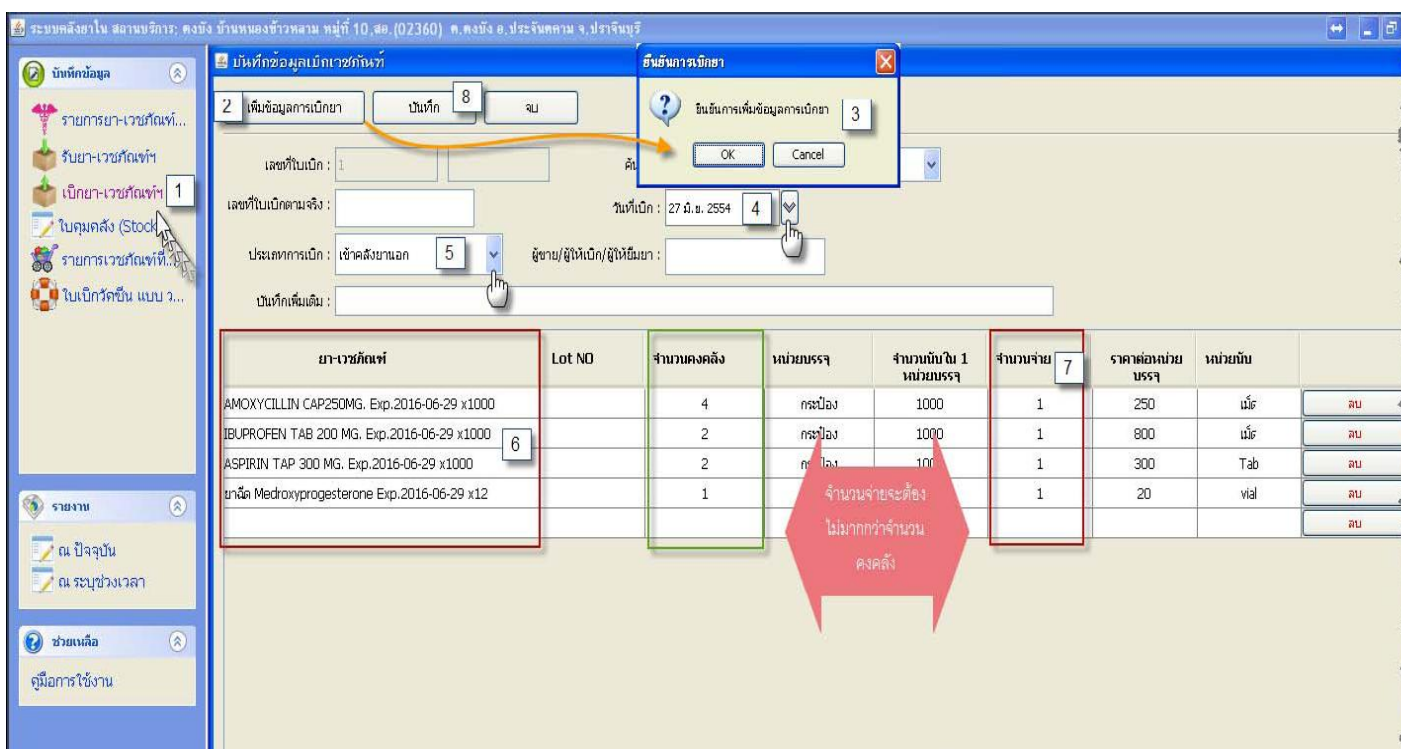 ระบบคลังยาใน สถานบริการ; ดงบัง บ้านหนองข้าวหลาม หมู่ที่ 10,สอ.(02360) ต.ดงบัง อ.ประจันตคาม จ.ปราจีนบุรี
บันทึกข้อมูล
รายการยา-เวชภัณฑ์...
รับยา-เวชภัณฑ์ฯ
เบิกยา-เวชภัณฑ์ฯ 1
ใบคุมคลัง (Stock
รายการเวชภัณฑ์ที่...
ใบเบิกวัคซีน แบบ ว...
รายงาน
ณ ปัจจุบัน
ณ ระบุช่วงเวลา
ช่วยเหลือ
คู่มือการใช้งาน
บันทึกข้อมูลเบิกเวชภัณฑ์
2 เพิ่มข้อมูลการเบิกยา บันทึก 8 จบ
ยืนยันการเบิกยา
ยืนยันการเพิ่มข้อมูลการเบิกยา 3
OK Cancel
เลขที่ใบเบิก : 1
เลขที่ใบเบิกตามจริง : วันที่เบิก : 27 มิ.ย. 2554 4
ประเภทการเบิก : เข้าคลังยานอก 5 ผู้ขาย/ผู้ให้เบิก/ผู้ให้ยืมยา :
บันทึกเพิ่มเติม :
ยา-เวชภัณฑ์ Lot NO จำนวนคงคลัง หน่วยบรรจุ จำนวนนับใน 1 หน่วยบรรจุ จำนวนจ่าย 7 ราคาต่อหน่วย บรรจุ หน่วยนับ
AMOXYCILLIN CAP250MG. Exp.2016-06-29 x1000 4 กระป๋อง 1000 1 250 เม็ด ลบ
IBUPROFEN TAB 200 MG. Exp.2016-06-29 x1000 6 2 กระป๋อง 1000 1 800 เม็ด ลบ
ASPIRIN TAP 300 MG. Exp.2016-06-29 x1000 2 1 300 Tab ลบ
ยาฉีด Medroxyprogesterone Exp.2016-06-29 x12 1 1 20 vial ลบ
ลบ
จำนวนจ่ายจะต้อง
ไม่มากกว่าจำนวน
คงคลัง